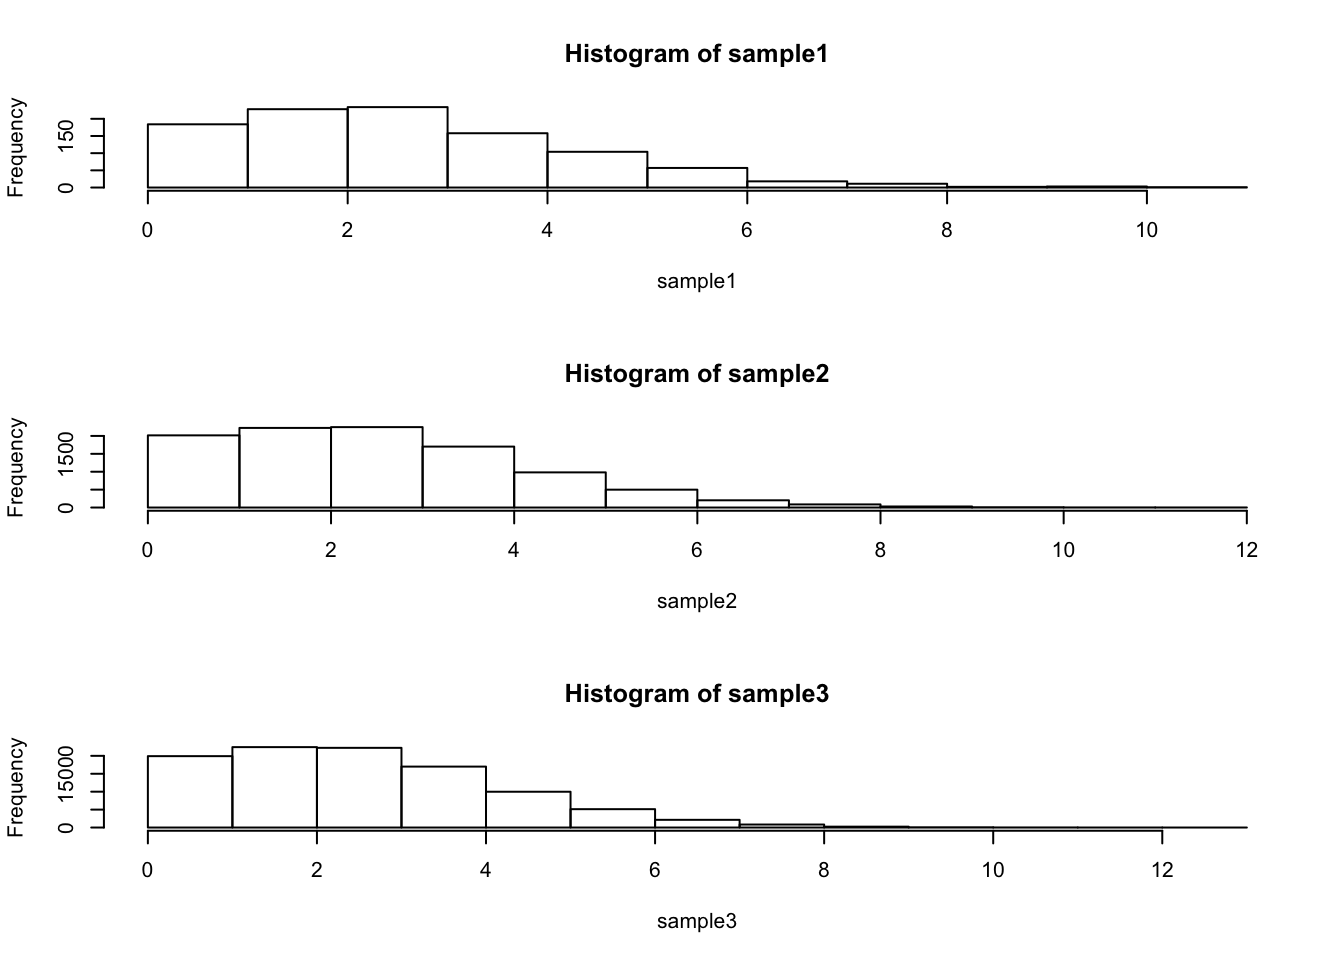 Histogram of sample1
Frequency
150
0
0 2 4 6 8 10
sample1
Histogram of sample2
Frequency
1500
0
0 2 4 6 8 10 12
sample2
Histogram of sample3
Frequency
15000
0
0 2 4 6 8 10 12
sample3